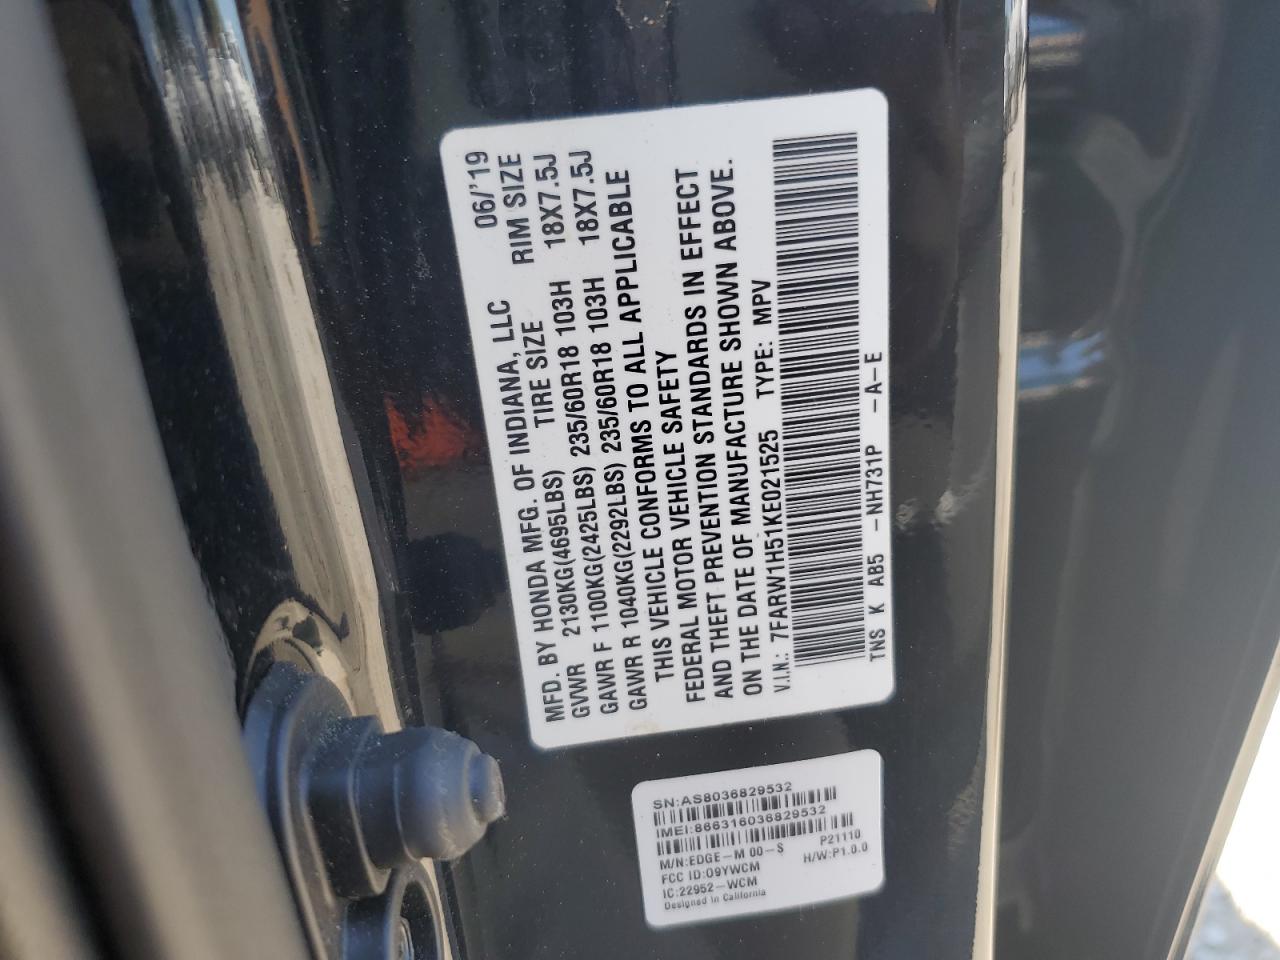 MFD. BY HONDA MFG. OF INDIANA, LLC 06/'19
GVWR 2130KG(4695LBS) TIRE SIZE RIM SIZE
GAWR F 1100KG(2425LBS) 235/60R18 103H 18X7.5J
GAWR R 1040KG(2292LBS) 235/60R18 103H 18X7.5J
THIS VEHICLE CONFORMS TO ALL APPLICABLE
FEDERAL MOTOR VEHICLE SAFETY
AND THEFT PREVENTION STANDARDS IN EFFECT
ON THE DATE OF MANUFACTURE SHOWN ABOVE.
V.I.N.: 7FARW1H51KE021525 TYPE: MPV
TNS K AB5 -NH731P -A-E
SN:AS8036829532
IMEI:866316036829532
M/N:EDGE-M 00-S P21110
FCC ID:O9YWCM H/W:P1.0.0
IC:22952-WCM
Designed in California